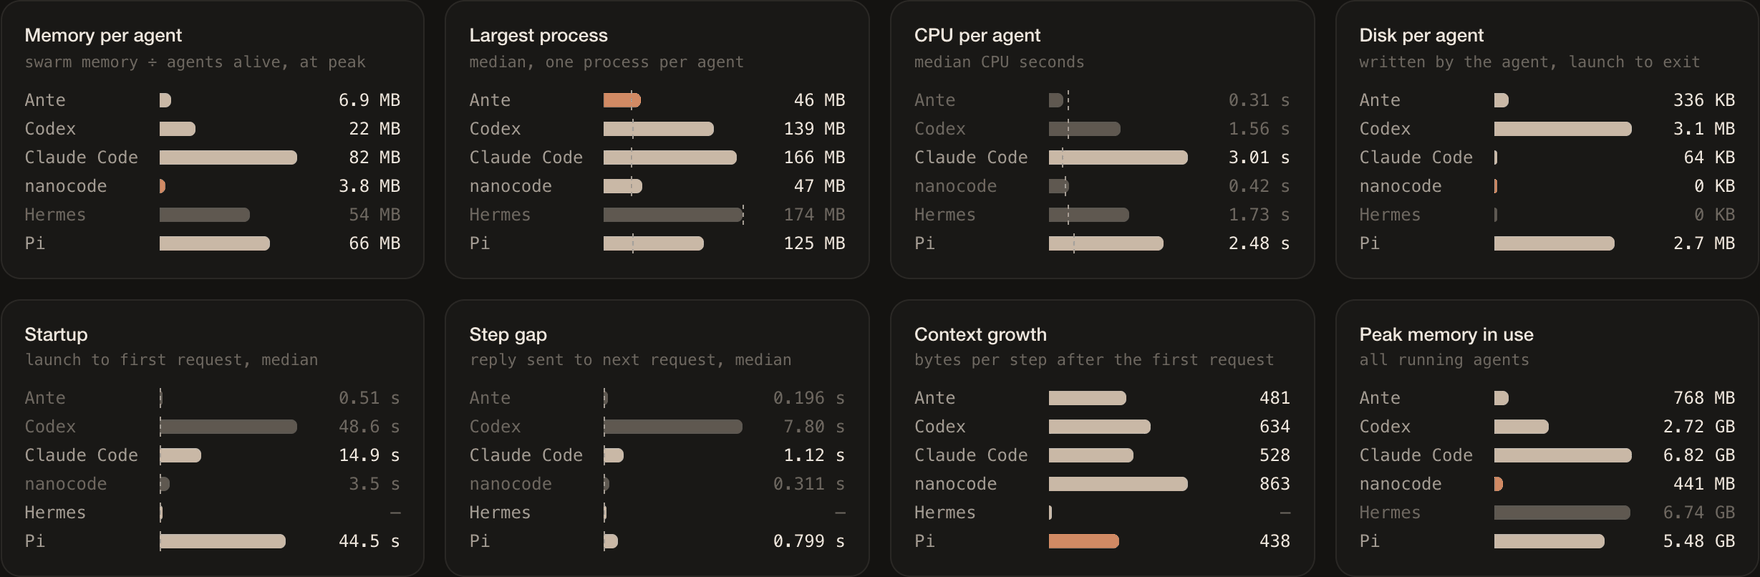 Memory per agent
swarm memory ÷ agents alive, at peak
Ante 6.9 MB
Codex 22 MB
Claude Code 82 MB
nanocode 3.8 MB
Hermes 54 MB
Pi 66 MB
Largest process
median, one process per agent
Ante 46 MB
Codex 139 MB
Claude Code 166 MB
nanocode 47 MB
Hermes 174 MB
Pi 125 MB
CPU per agent
median CPU seconds
Ante 0.31 s
Codex 1.56 s
Claude Code 3.01 s
nanocode 0.42 s
Hermes 1.73 s
Pi 2.48 s
Disk per agent
written by the agent, launch to exit
Ante 336 KB
Codex 3.1 MB
Claude Code 64 KB
nanocode 0 KB
Hermes 0 KB
Pi 2.7 MB
Startup
launch to first request, median
Ante 0.51 s
Codex 48.6 s
Claude Code 14.9 s
nanocode 3.5 s
Hermes —
Pi 44.5 s
Step gap
reply sent to next request, median
Ante 0.196 s
Codex 7.80 s
Claude Code 1.12 s
nanocode 0.311 s
Hermes —
Pi 0.799 s
Context growth
bytes per step after the first request
Ante 481
Codex 634
Claude Code 528
nanocode 863
Hermes —
Pi 438
Peak memory in use
all running agents
Ante 768 MB
Codex 2.72 GB
Claude Code 6.82 GB
nanocode 441 MB
Hermes 6.74 GB
Pi 5.48 GB